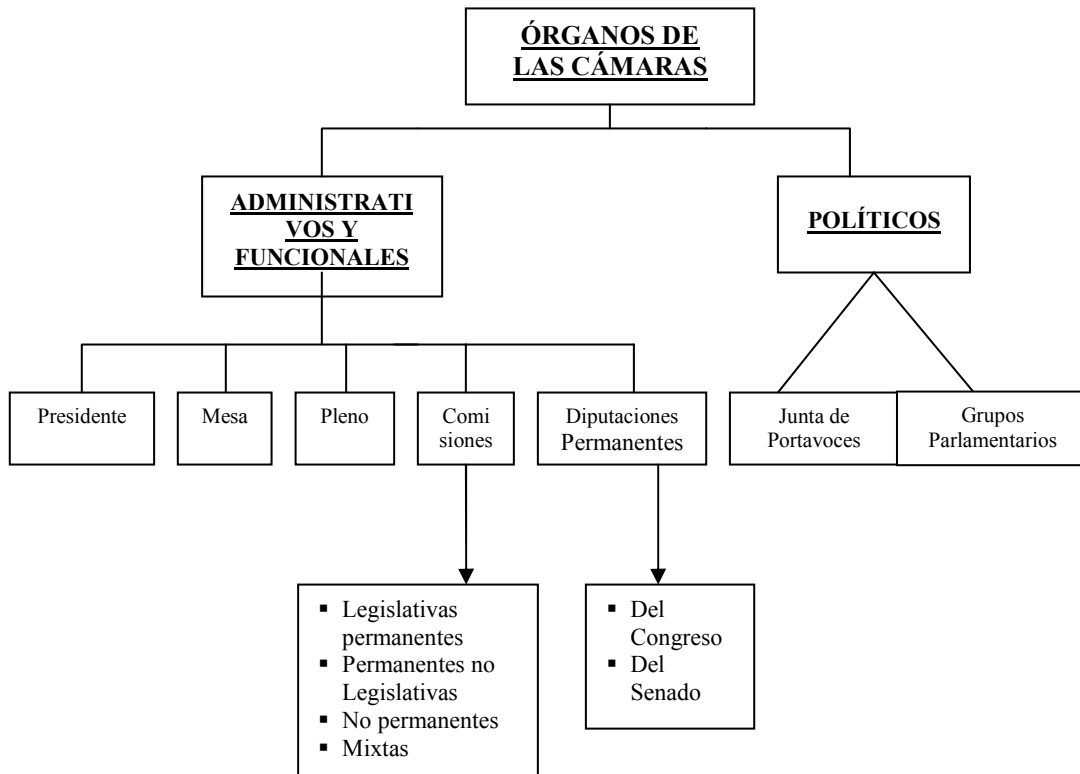 ÓRGANOS DE
LAS CÁMARAS
ADMINISTRATI
VOS Y
FUNCIONALES
POLÍTICOS
Presidente
Mesa
Pleno
Comi
siones
Diputaciones
Permanentes
Junta de
Portavoces
Grupos
Parlamentarios
▪ Legislativas
permanentes
▪ Permanentes no
Legislativas
▪ No permanentes
▪ Mixtas
▪ Del
Congreso
▪ Del
Senado